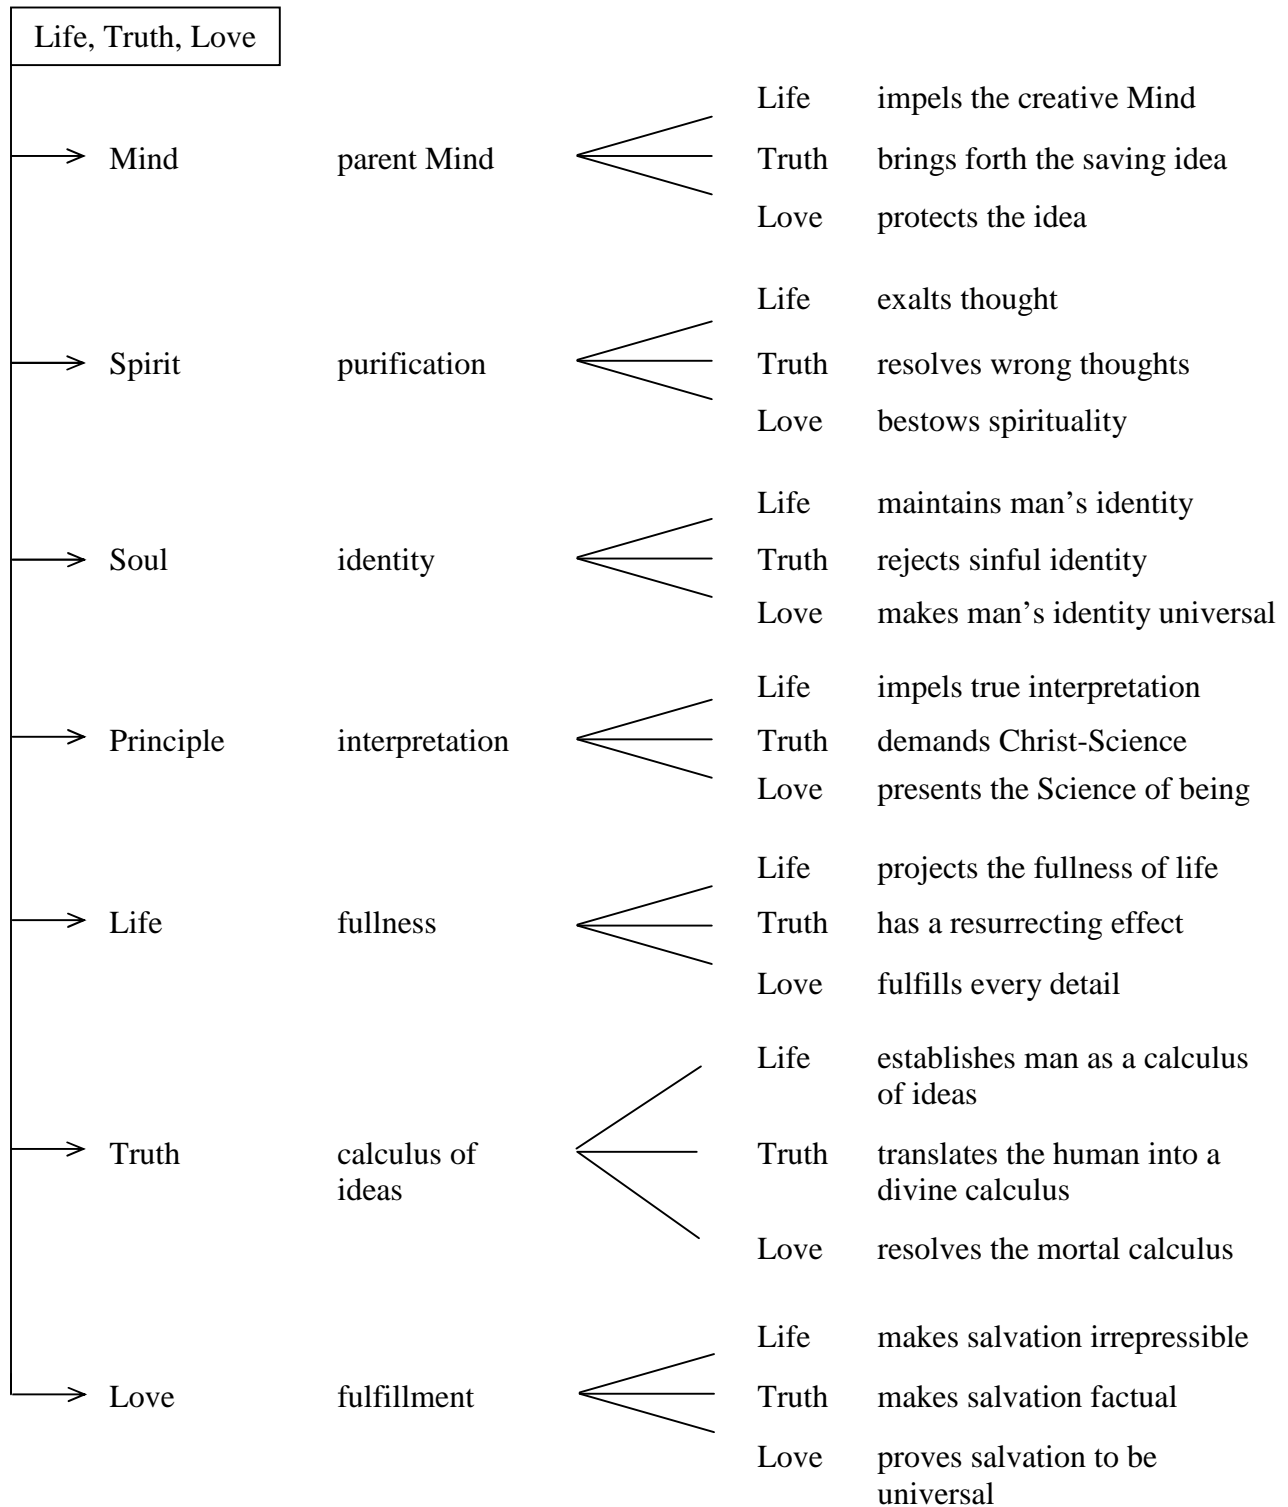 Life, Truth, Love
Life impels the creative Mind
Mind parent Mind Truth brings forth the saving idea
Love protects the idea
Life exalts thought
Spirit purification Truth resolves wrong thoughts
Love bestows spirituality
Life maintains man’s identity
Soul identity Truth rejects sinful identity
Love makes man’s identity universal
Life impels true interpretation
Principle interpretation Truth demands Christ-Science
Love presents the Science of being
Life projects the fullness of life
Life fullness Truth has a resurrecting effect
Love fulfills every detail
Life establishes man as a calculus
of ideas
Truth calculus of Truth translates the human into a
ideas divine calculus
Love resolves the mortal calculus
Life makes salvation irrepressible
Love fulfillment Truth makes salvation factual
Love proves salvation to be
universal